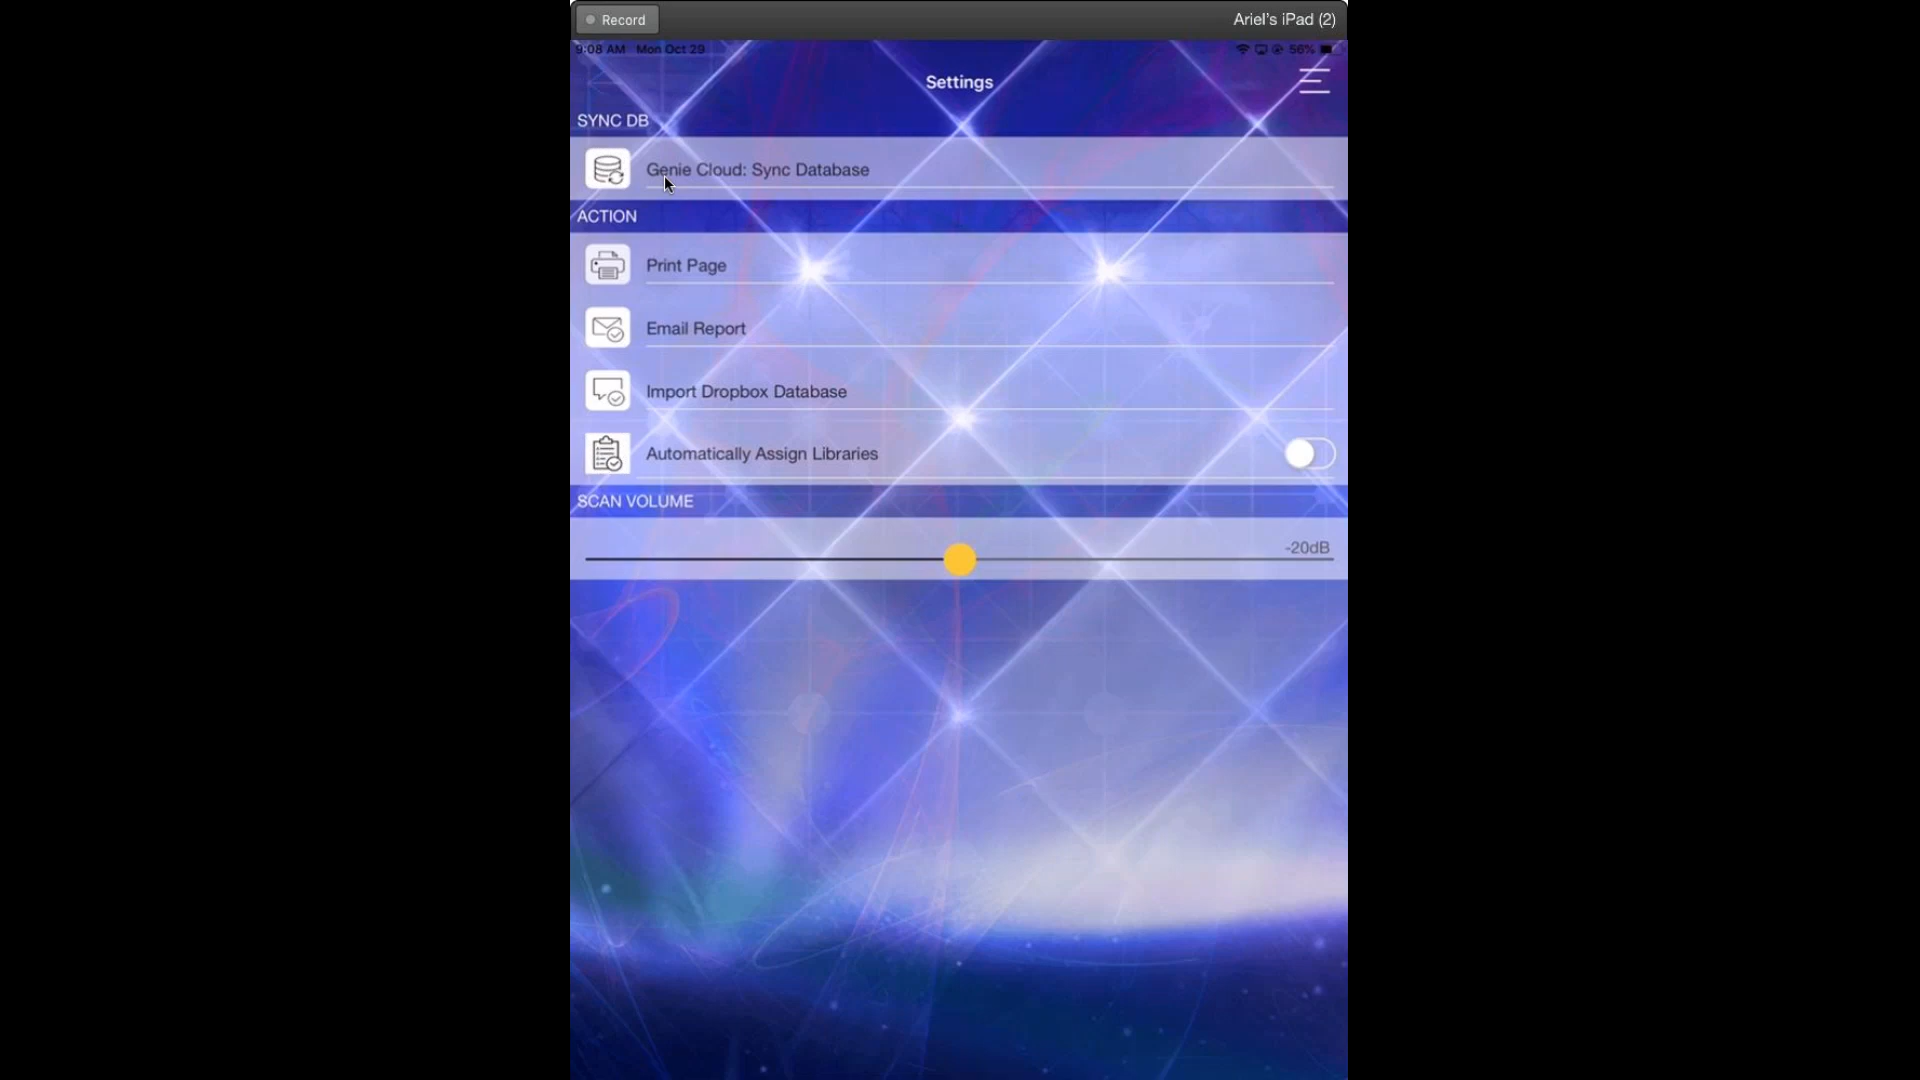 Record
Ariel's iPad (2)
9:08 AM Mon Oct 29
56%
Settings
SYNC DB
Genie Cloud: Sync Database
ACTION
Print Page
Email Report
Import Dropbox Database
Automatically Assign Libraries
SCAN VOLUME
-20dB